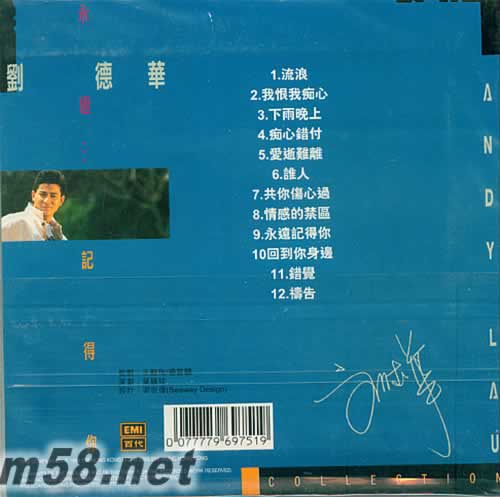 劉德華
永遠記得你
ANDY LAU
1.流浪
2.我恨我痴心
3.下雨晚上
4.痴心錯付
5.愛逝難離
6.誰人
7.共你傷心過
8.情感的禁區
9.永遠記得你
10回到你身邊
11.錯覺
12.禱告
(Seaway Design)
EMI
百代
0 077779 697519
m58.net
COLLECTION